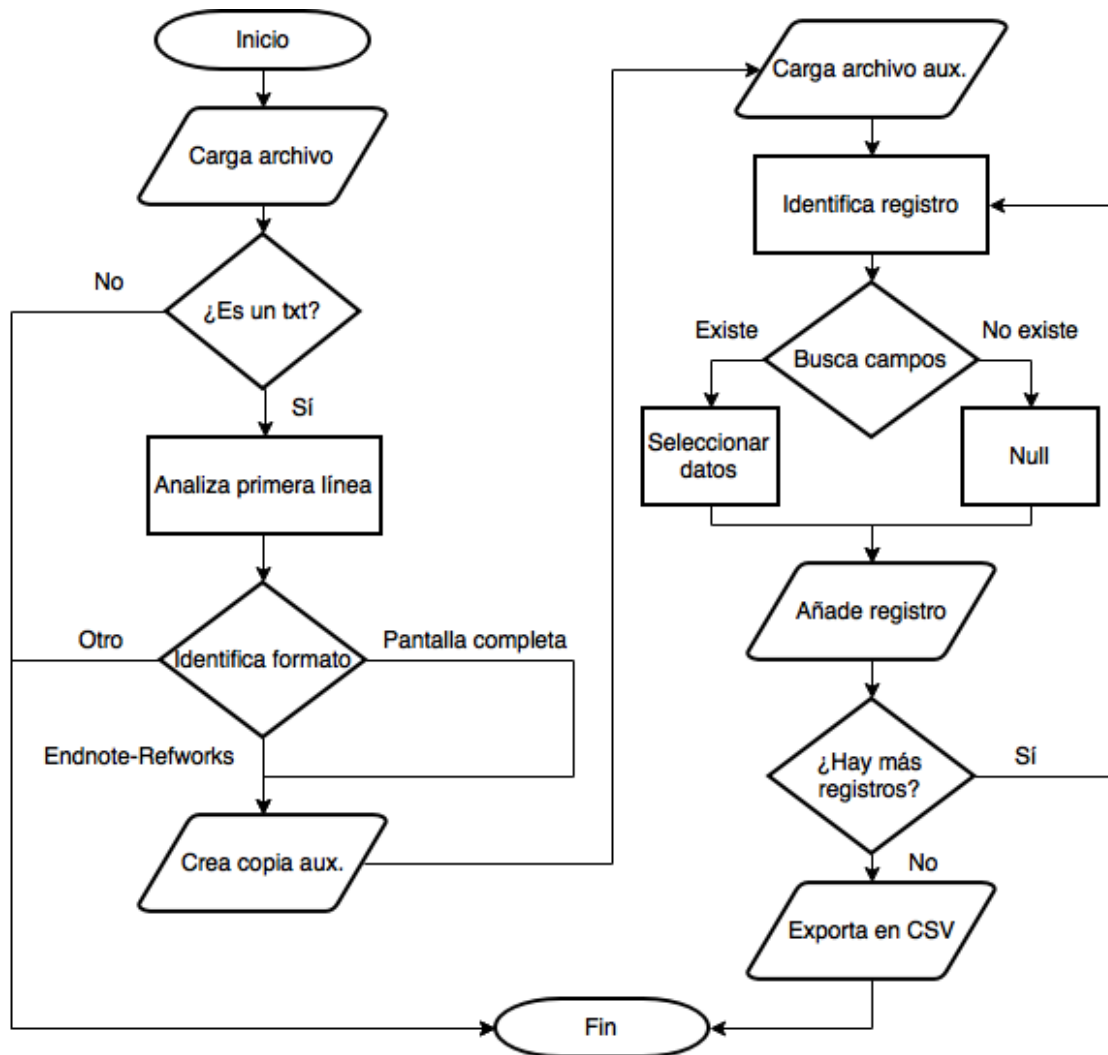 Inicio
Carga archivo
No
¿Es un txt?
Sí
Analiza primera línea
Otro
Identifica formato
Pantalla completa
Endnote-Refworks
Crea copia aux.
Carga archivo aux.
Identifica registro
Existe
Busca campos
No existe
Seleccionar
datos
Null
Añade registro
¿Hay más
registros?
Sí
No
Exporta en CSV
Fin